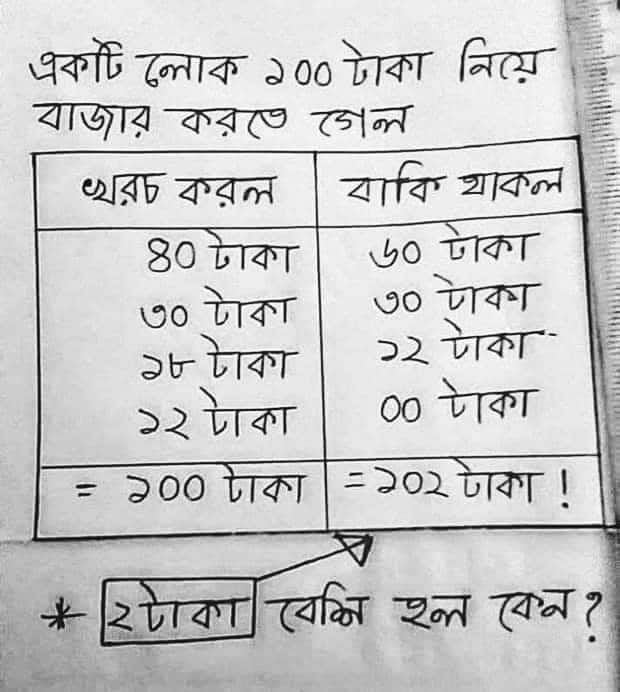 একটি লোক ১০০ টাকা নিয়ে
বাজার করতে গেল
খরচ করল বাকি থাকল
৪০ টাকা ৬০ টাকা
৩০ টাকা ৩০ টাকা
১৮ টাকা ১২ টাকা
১২ টাকা ০০ টাকা
= ১০০ টাকা = ১০২ টাকা !
* ২ টাকা বেশি হল কেন ?